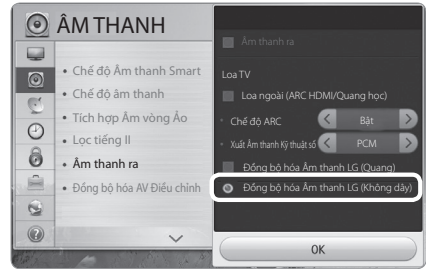 ÂM THANH
Chế độ Âm thanh Smart
Chế độ âm thanh
Tích hợp Âm vòng Ảo
Lọc tiếng II
Âm thanh ra
Đồng bộ hóa AV Điều chỉnh
Âm thanh ra
Loa TV
Loa ngoài (ARC HDMI/Quang học)
Chế độ ARC < Bật >
Xuất Âm thanh Kỹ thuật số < PCM >
Đồng bộ hóa Âm thanh LG (Quang)
Đồng bộ hóa Âm thanh LG (Không dây)
OK